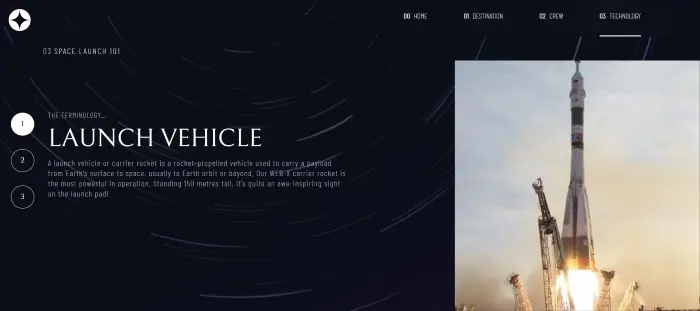 00 HOME
01 DESTINATION
02 CREW
03 TECHNOLOGY
03 SPACE LAUNCH 101
THE TERMINOLOGY...
1
LAUNCH VEHICLE
2
A launch vehicle or carrier rocket is a rocket-propelled vehicle used to carry a payload
from Earth's surface to space, usually to Earth orbit or beyond. Our WEB-X carrier rocket is
the most powerful in operation. Standing 150 metres tall, it's quite an awe-inspiring sight
on the launch pad!
3